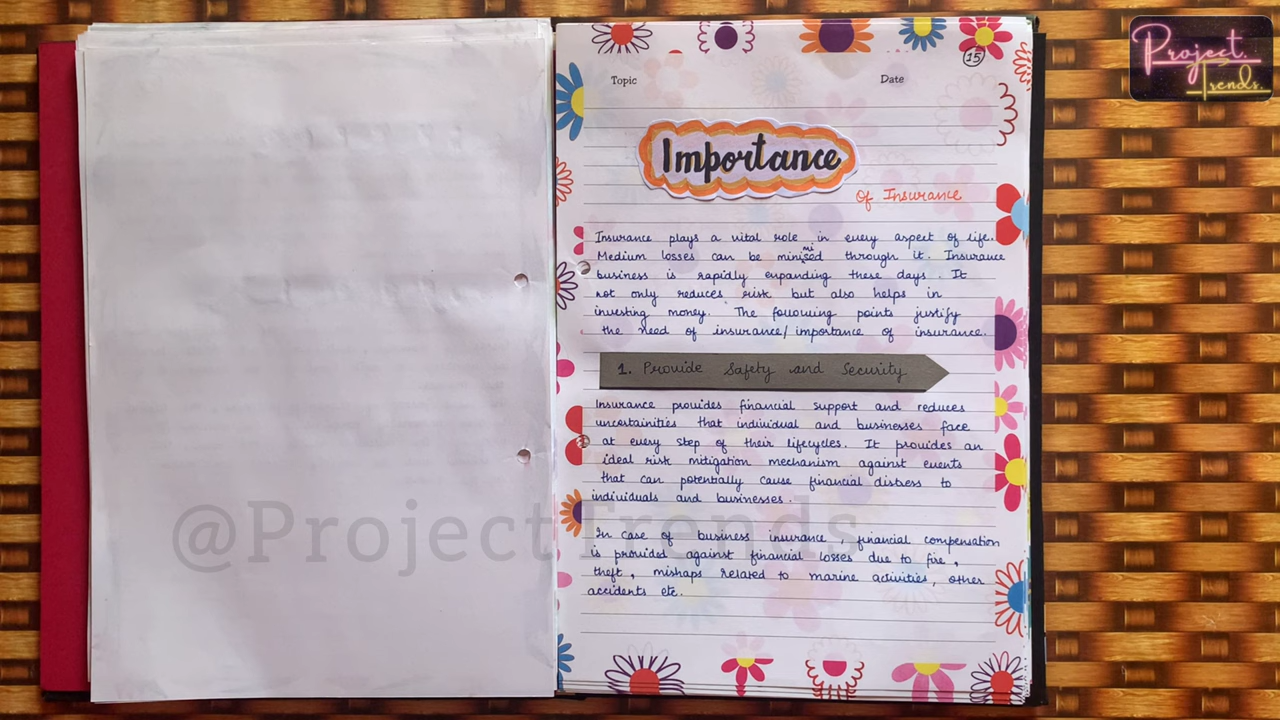 Project
Trends.
15
Topic Date
Importance
of Insurance
Insurance plays a vital role in every aspect of life.
Medium losses can be minimised through it. Insurance
business is rapidly expanding these days. It
not only reduces risk but also helps in
investing money. The following points justify
the need of insurance/importance of insurance.
1. Provide Safety and Security
Insurance provides financial support and reduces
uncertainities that individual and businesses face
at every step of their lifecycles. It provides an
ideal risk mitigation mechanism against events
that can potentially cause financial distress to
individuals and businesses.
@ProjectTrends
In case of business insurance, financial compensation
is provided against financial losses due to fire,
theft, mishaps related to marine activities, other
accidents etc.